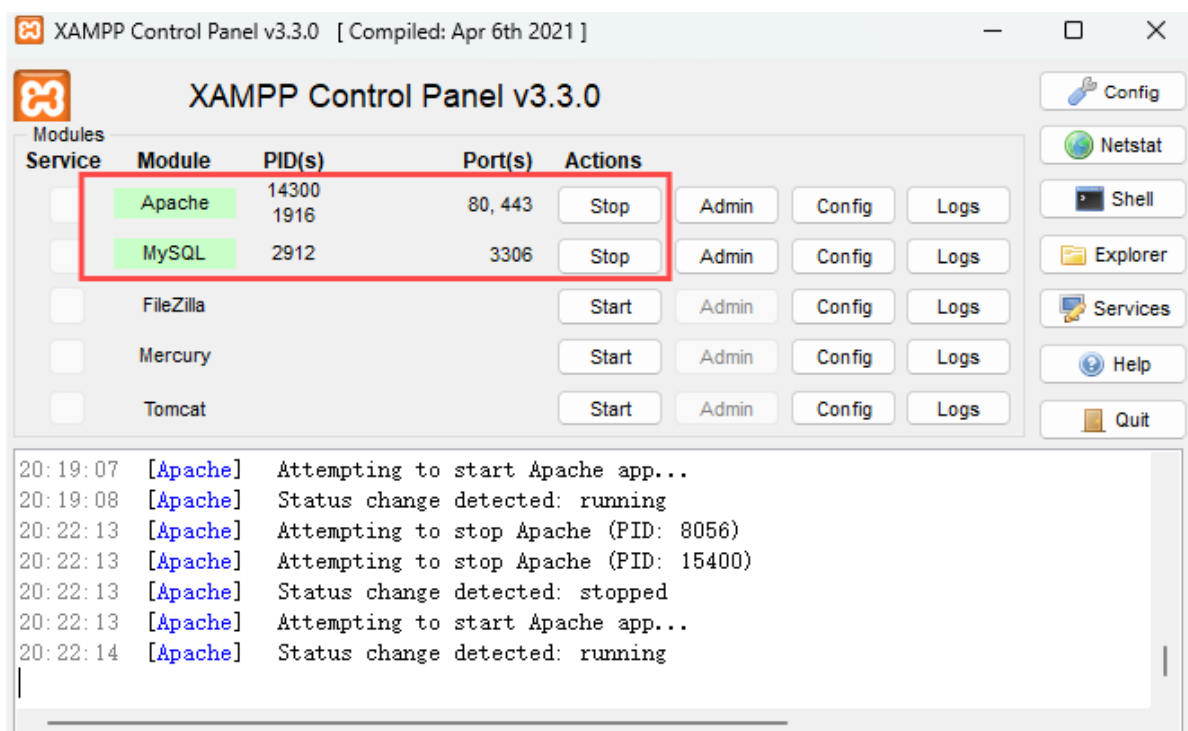 XAMPP Control Panel v3.3.0 [ Compiled: Apr 6th 2021 ]
XAMPP Control Panel v3.3.0
Config
Modules
Netstat
Service Module PID(s) Port(s) Actions
Apache 14300 1916 80, 443 Stop Admin Config Logs
Shell
MySQL 2912 3306 Stop Admin Config Logs
Explorer
FileZilla Start Admin Config Logs
Services
Mercury Start Admin Config Logs
Help
Tomcat Start Admin Config Logs
Quit
20:19:07 [Apache] Attempting to start Apache app...
20:19:08 [Apache] Status change detected: running
20:22:13 [Apache] Attempting to stop Apache (PID: 8056)
20:22:13 [Apache] Attempting to stop Apache (PID: 15400)
20:22:13 [Apache] Status change detected: stopped
20:22:13 [Apache] Attempting to start Apache app...
20:22:14 [Apache] Status change detected: running